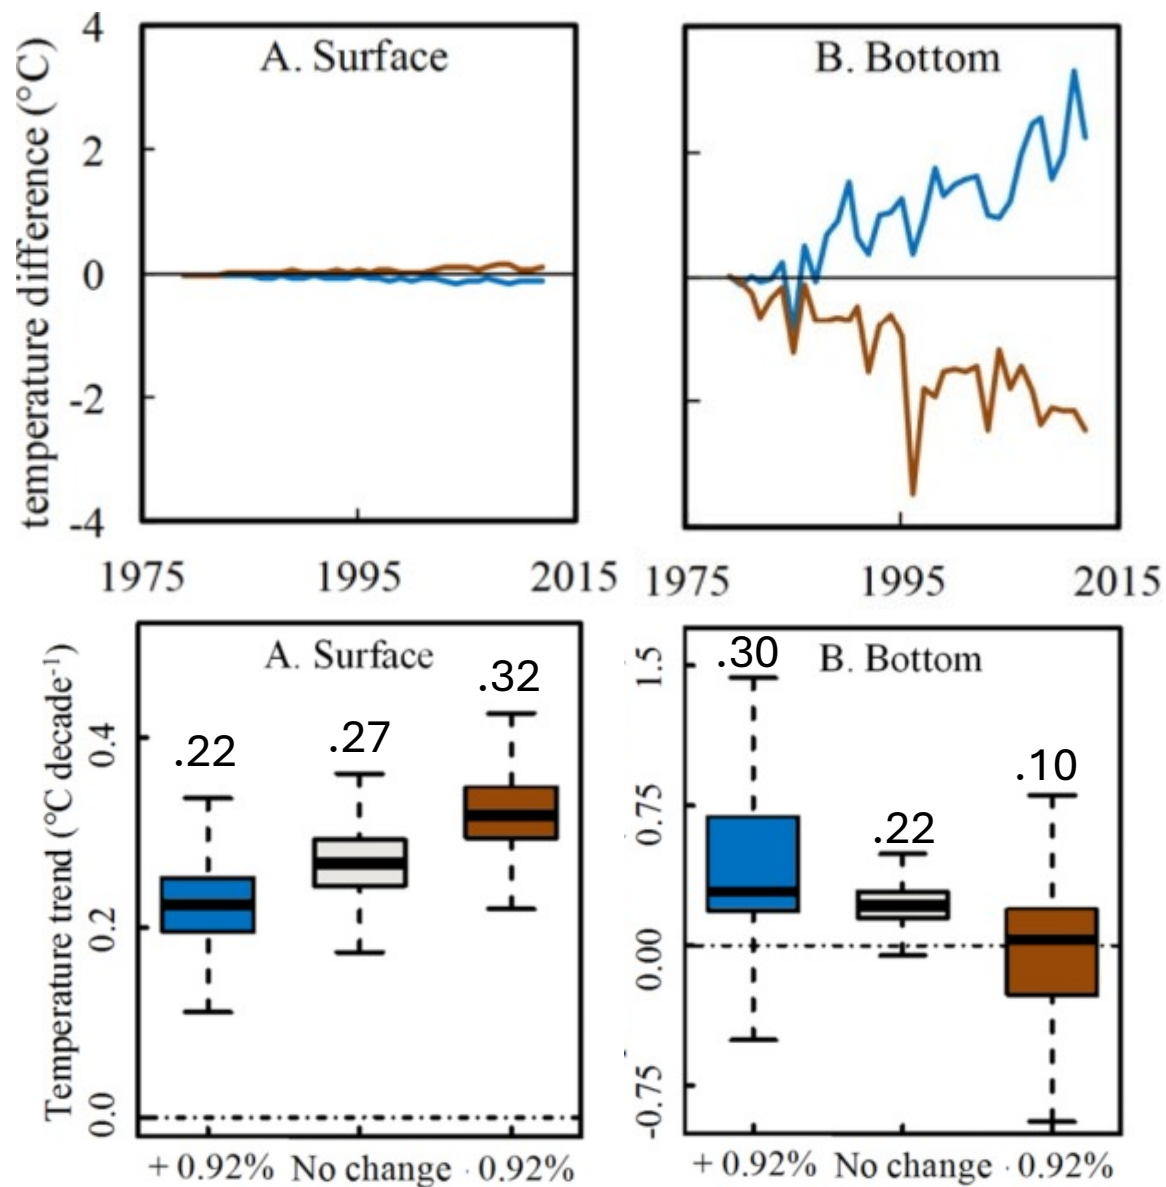 A. Surface
B. Bottom
temperature difference (°C)
4
2
0
-2
-4
1975 1995 2015
1975 1995 2015
Temperature trend (°C decade⁻¹)
A. Surface
0.4
0.2
0.0
.22
.27
.32
+ 0.92% No change · 0.92%
B. Bottom
1.5
0.75
0.00
-0.75
.30
.22
.10
+ 0.92% No change · 0.92%